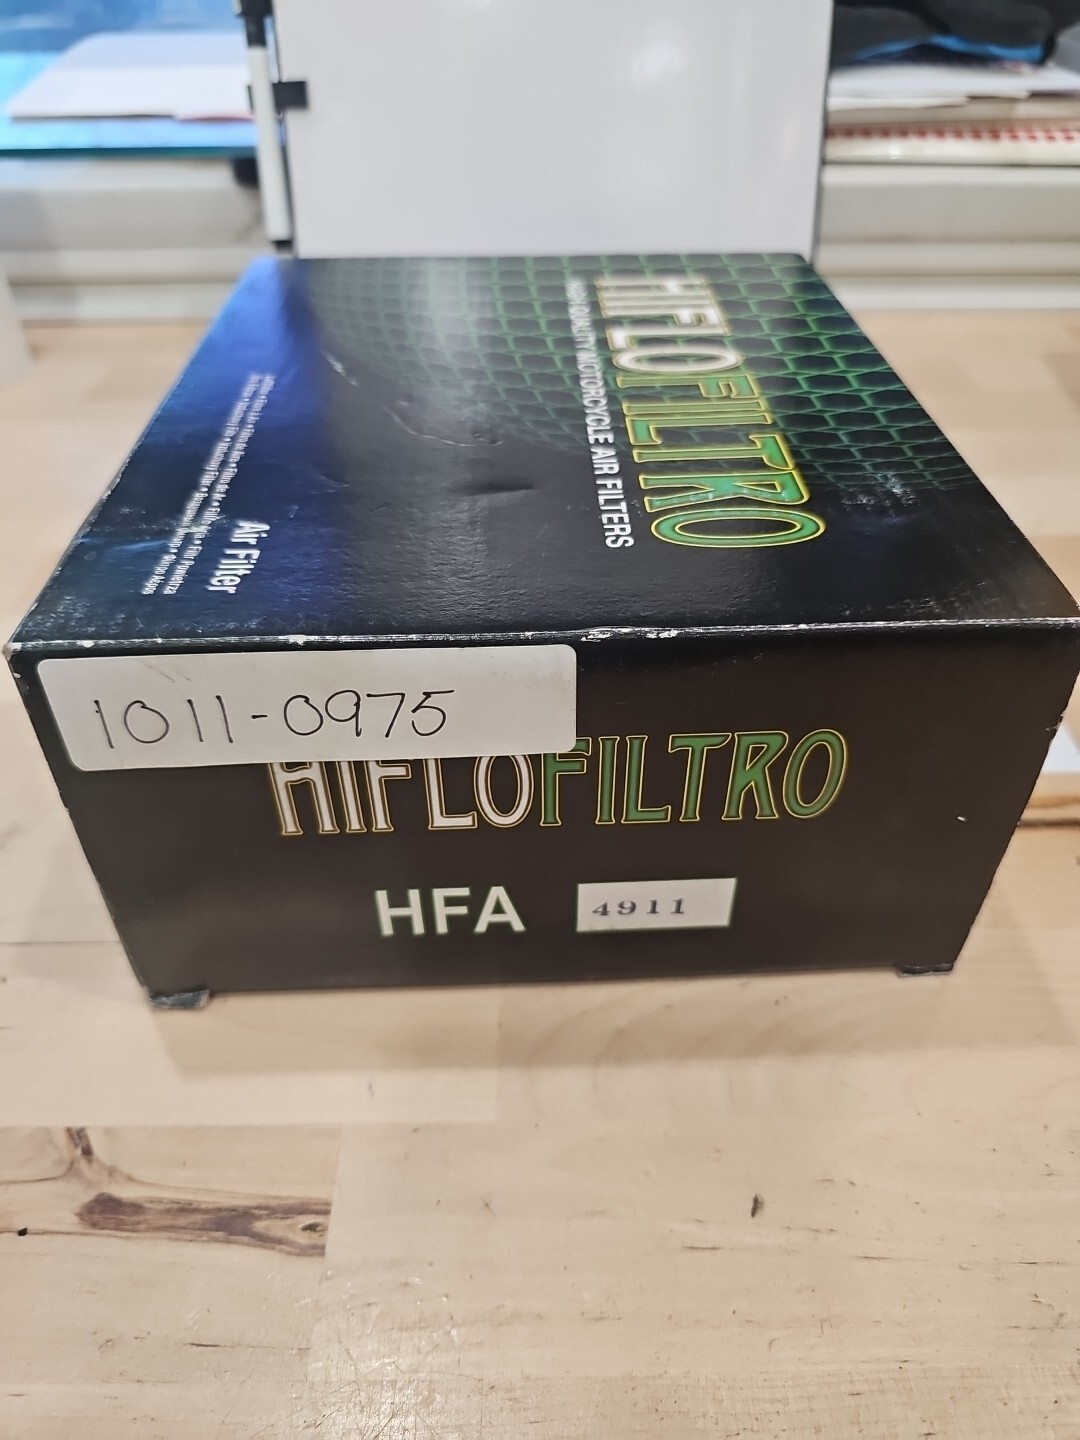 HIFLOFILTRO
HIGH QUALITY MOTORCYCLE AIR FILTERS
Air Filter
1011-0975
HIFLOFILTRO
HFA 4911